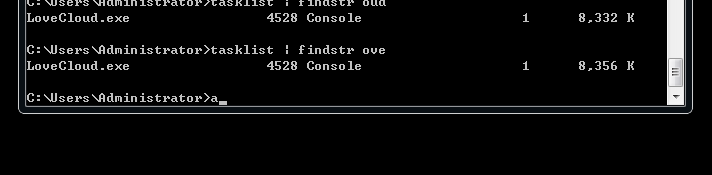 C:\Users\Administrator>tasklist | findstr oud
LoveCloud.exe 4528 Console 1 8,332 K
C:\Users\Administrator>tasklist | findstr ove
LoveCloud.exe 4528 Console 1 8,356 K
C:\Users\Administrator>a_